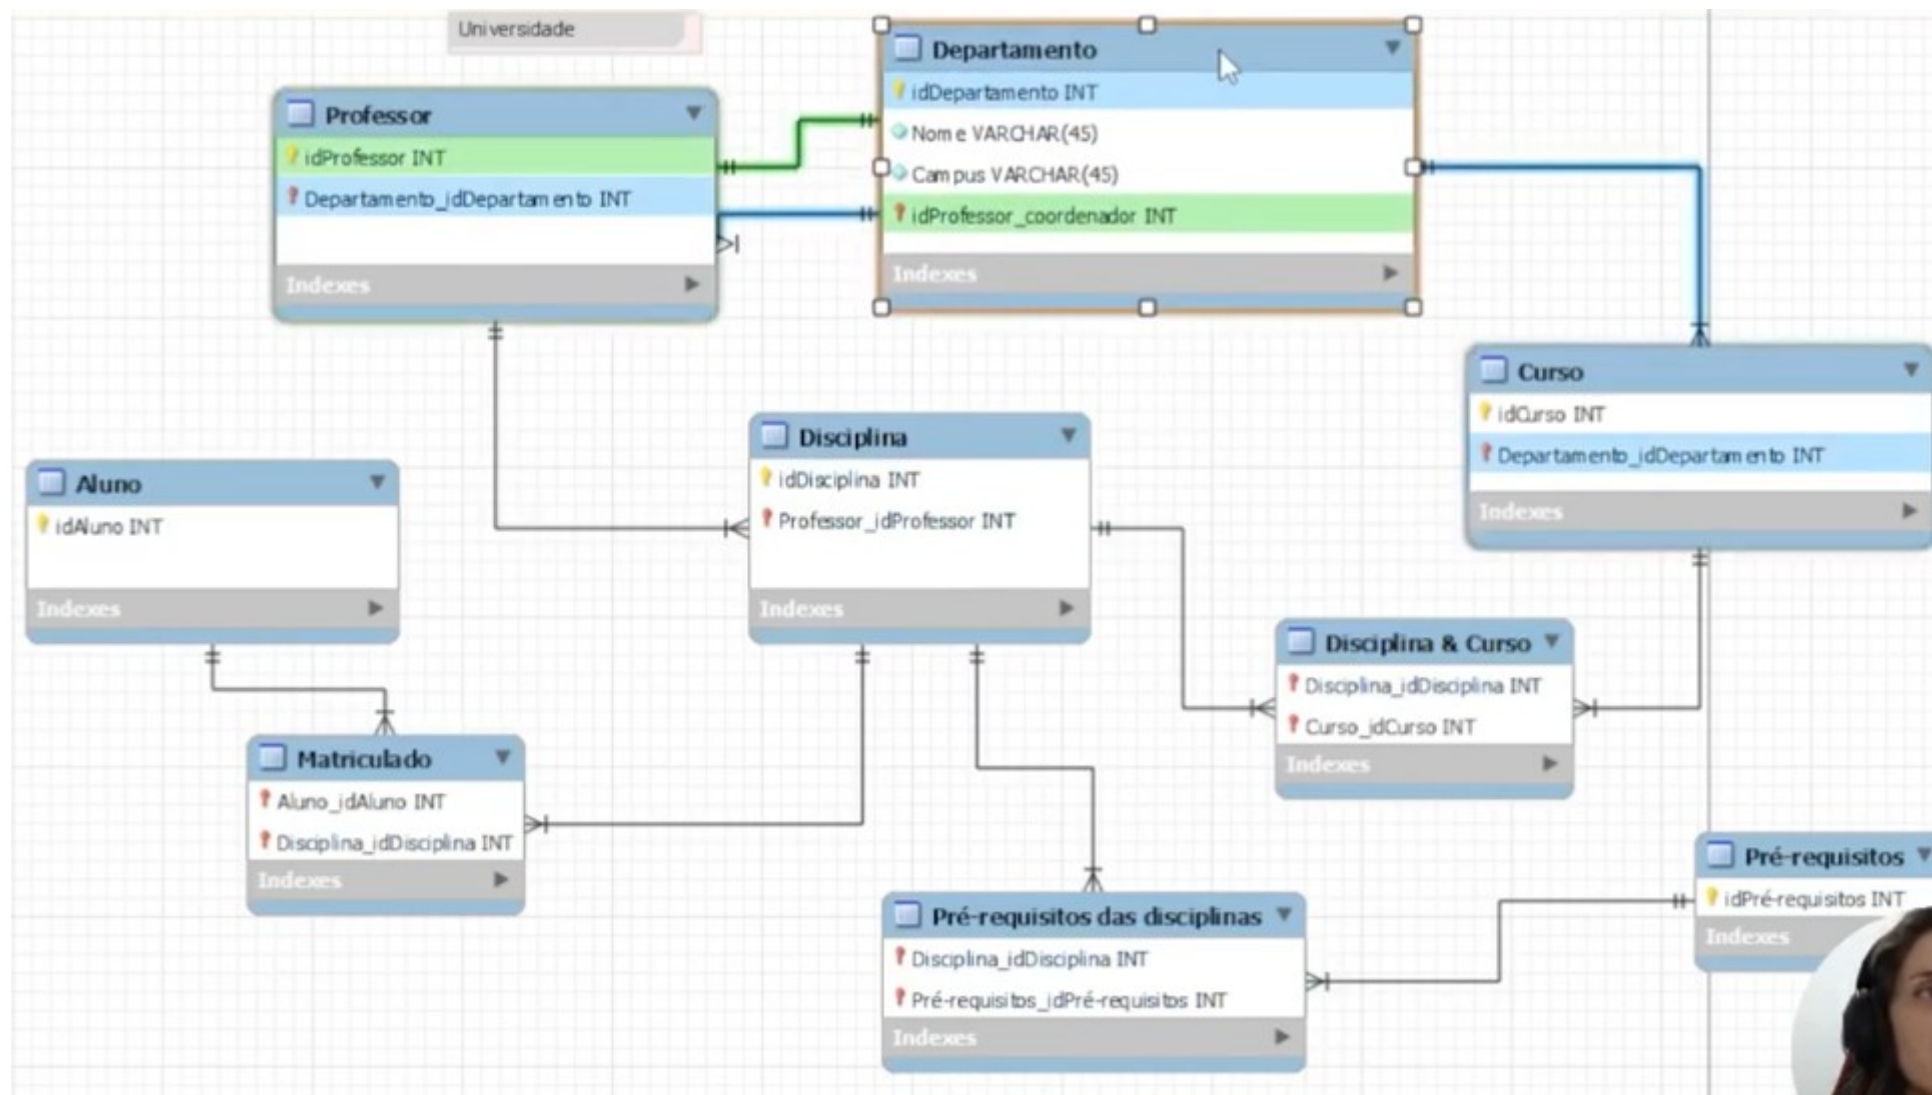 Universidade
Departamento
idDepartamento INT
Nome VARCHAR(45)
Campus VARCHAR(45)
idProfessor_coordenador INT
Indexes
Professor
idProfessor INT
Departamento_idDepartamento INT
Indexes
Curso
idCurso INT
Departamento_idDepartamento INT
Indexes
Disciplina
idDisciplina INT
Professor_idProfessor INT
Indexes
Aluno
idAluno INT
Indexes
Disciplina & Curso
Disciplina_idDisciplina INT
Curso_idCurso INT
Indexes
Matriculado
Aluno_idAluno INT
Disciplina_idDisciplina INT
Indexes
Pré-requisitos
idPré-requisitos INT
Indexes
Pré-requisitos das disciplinas
Disciplina_idDisciplina INT
Pré-requisitos_idPré-requisitos INT
Indexes